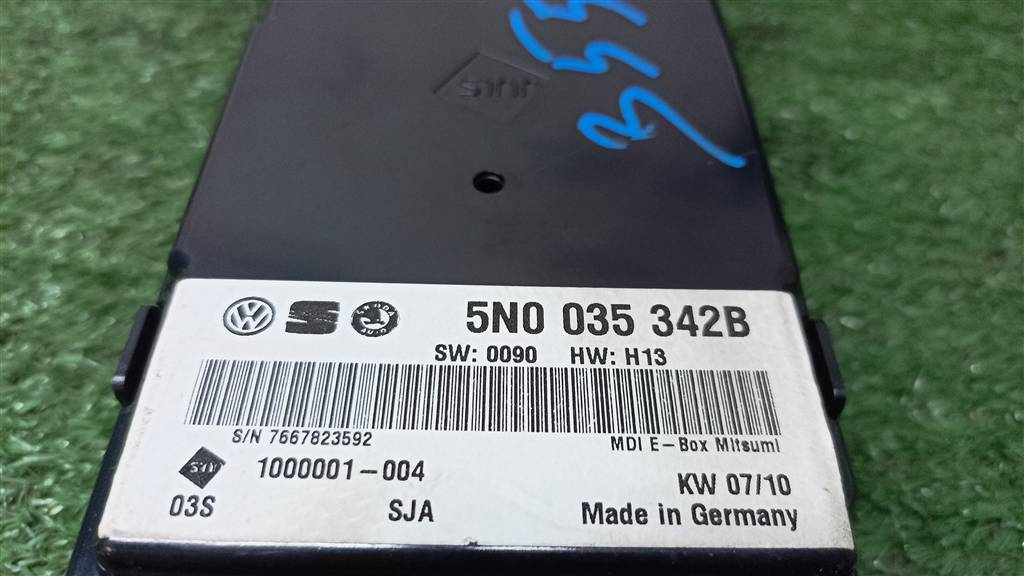 5N0 035 342B
SW: 0090 HW: H13
S/N 7667823592
MDI E-Box Mitsumi
1000001-004
KW 07/10
03S
SJA
Made in Germany